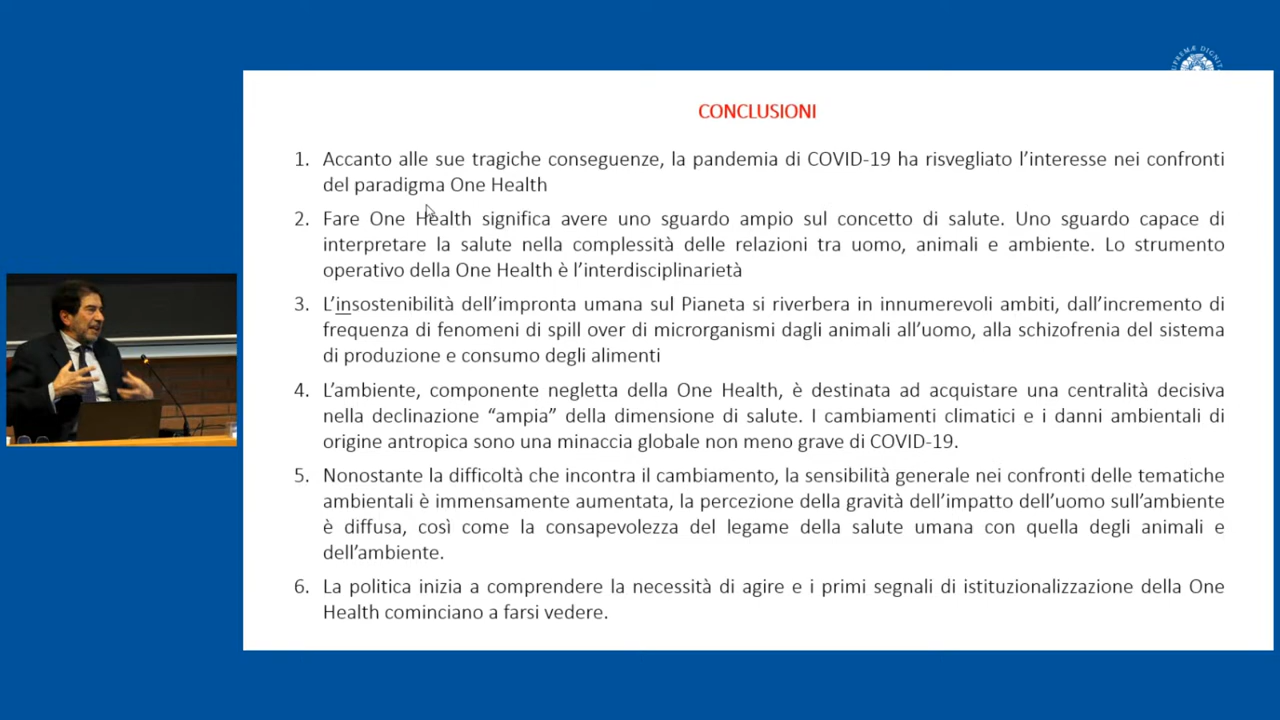 SUPREMÆ DIGNIT
CONCLUSIONI
1. Accanto alle sue tragiche conseguenze, la pandemia di COVID-19 ha risvegliato l’interesse nei confronti
del paradigma One Health
2. Fare One Health significa avere uno sguardo ampio sul concetto di salute. Uno sguardo capace di
interpretare la salute nella complessità delle relazioni tra uomo, animali e ambiente. Lo strumento
operativo della One Health è l’interdisciplinarietà
3. L’insostenibilità dell’impronta umana sul Pianeta si riverbera in innumerevoli ambiti, dall’incremento di
frequenza di fenomeni di spill over di microrganismi dagli animali all’uomo, alla schizofrenia del sistema
di produzione e consumo degli alimenti
4. L’ambiente, componente negletta della One Health, è destinata ad acquistare una centralità decisiva
nella declinazione “ampia” della dimensione di salute. I cambiamenti climatici e i danni ambientali di
origine antropica sono una minaccia globale non meno grave di COVID-19.
5. Nonostante la difficoltà che incontra il cambiamento, la sensibilità generale nei confronti delle tematiche
ambientali è immensamente aumentata, la percezione della gravità dell’impatto dell’uomo sull’ambiente
è diffusa, così come la consapevolezza del legame della salute umana con quella degli animali e
dell’ambiente.
6. La politica inizia a comprendere la necessità di agire e i primi segnali di istituzionalizzazione della One
Health cominciano a farsi vedere.